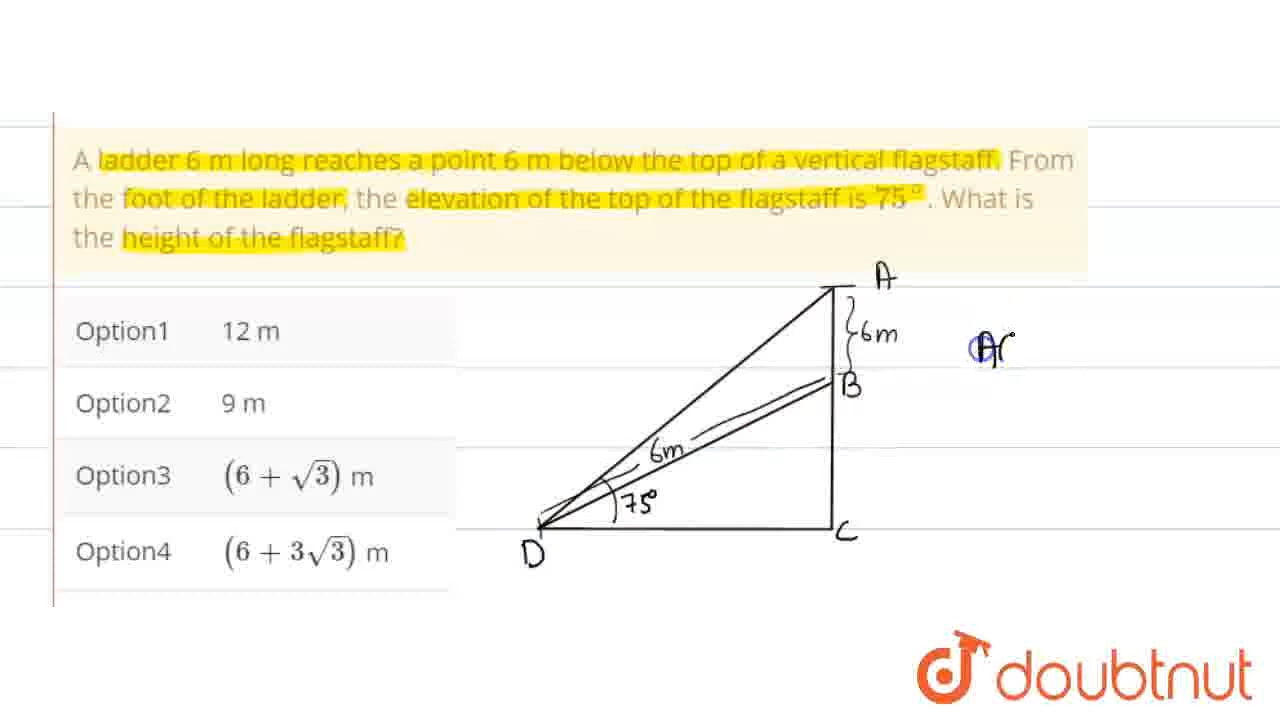 A ladder 6 m long reaches a point 6 m below the top of a vertical flagstaff. From
the foot of the ladder, the elevation of the top of the flagstaff is 75°. What is
the height of the flagstaff?
A
Option1 12 m
6m
A(
B
Option2 9 m
6m
Option3 (6 + √3) m
75°
Option4 (6 + 3√3) m
D
C
doubtnut